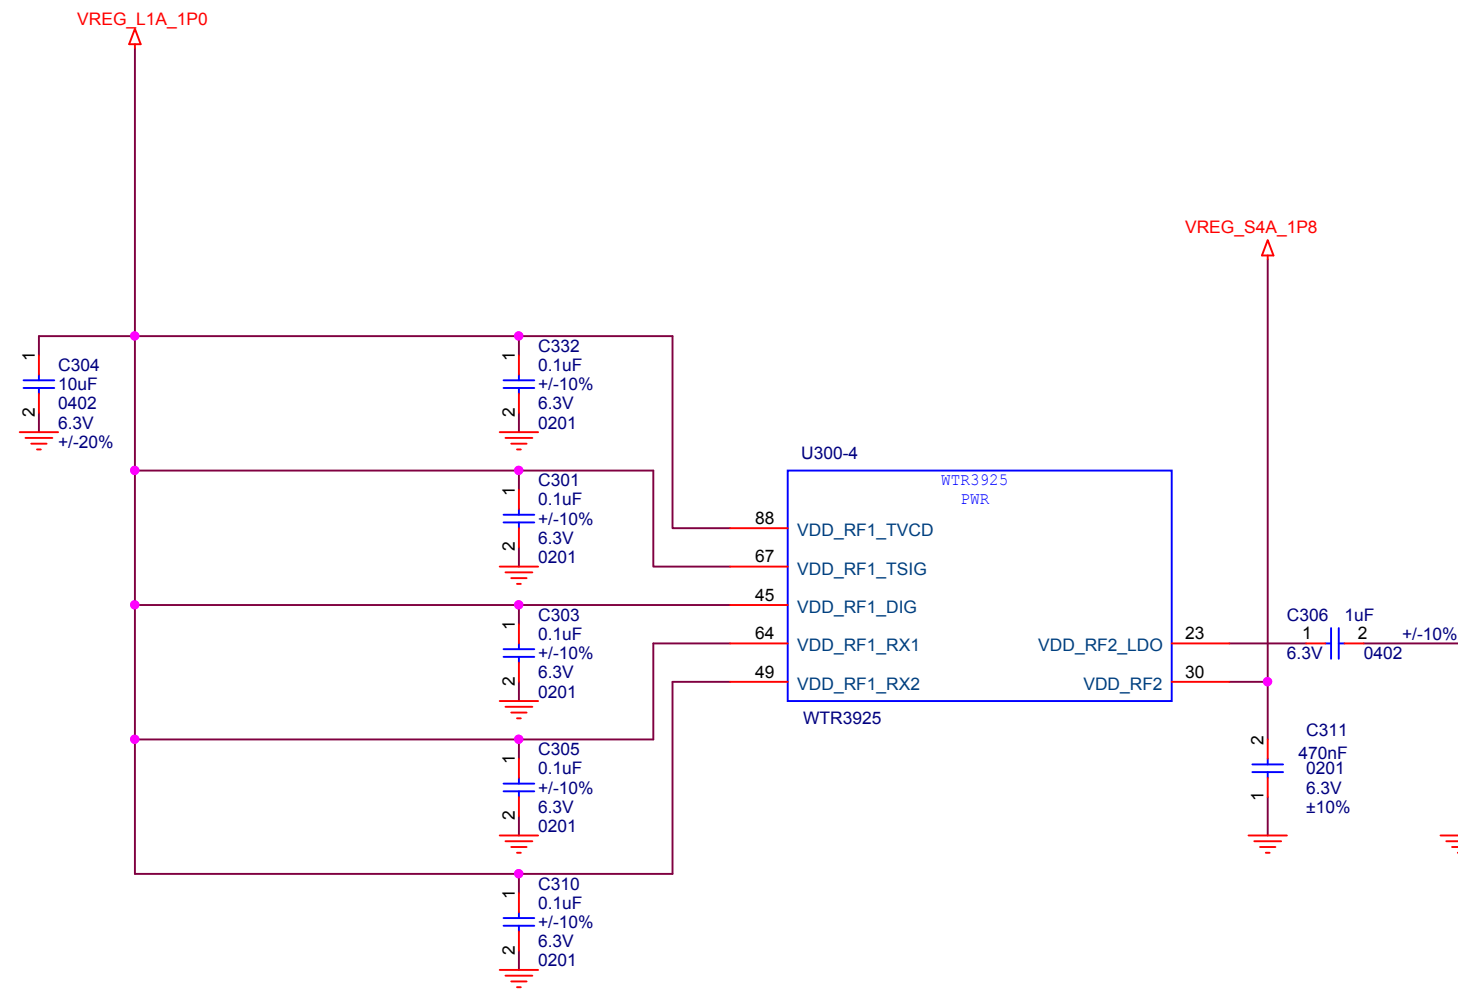 VREG_L1A_1P0
VREG_S4A_1P8
1
C304
10uF
0402
2
6.3V
+/-20%
1
C332
0.1uF
+/-10%
2
6.3V
0201
1
C301
0.1uF
+/-10%
2
6.3V
0201
1
C303
0.1uF
+/-10%
2
6.3V
0201
1
C305
0.1uF
+/-10%
2
6.3V
0201
1
C310
0.1uF
+/-10%
2
6.3V
0201
U300-4
WTR3925
PWR
88 VDD_RF1_TVCD
67 VDD_RF1_TSIG
45 VDD_RF1_DIG
64 VDD_RF1_RX1
49 VDD_RF1_RX2
VDD_RF2_LDO 23
VDD_RF2 30
WTR3925
C306 1uF
1 2 +/-10%
6.3V 0402
2
C311
470nF
0201
6.3V
1
±10%